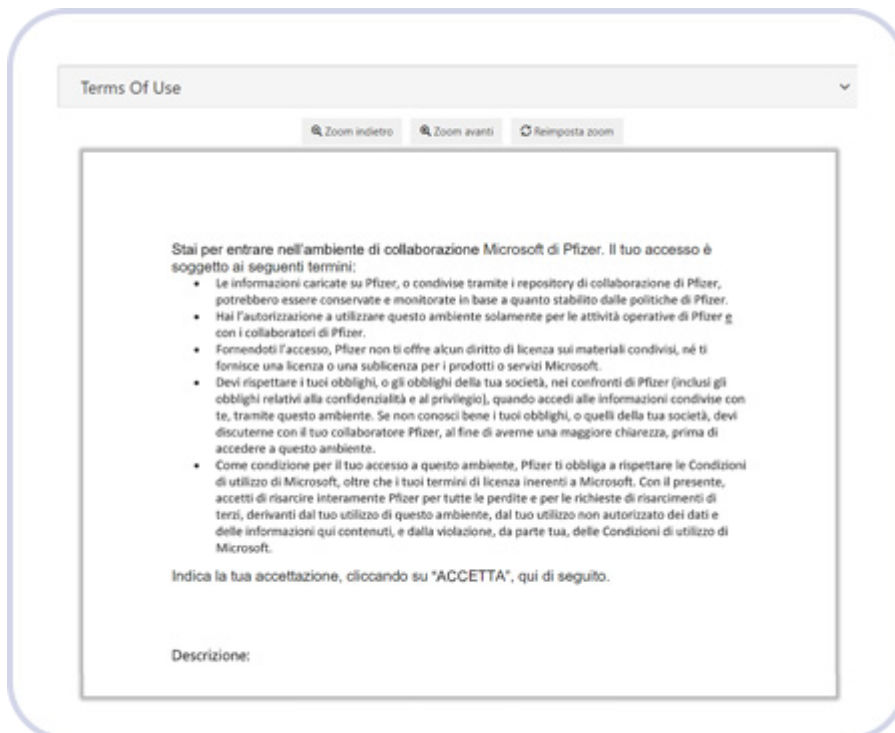 Terms Of Use
Zoom indietro Zoom avanti Reimposta zoom
Stai per entrare nell'ambiente di collaborazione Microsoft di Pfizer. Il tuo accesso è
soggetto ai seguenti termini:
• Le informazioni caricate su Pfizer, o condivise tramite i repository di collaborazione di Pfizer,
potrebbero essere conservate e monitorate in base a quanto stabilito dalle politiche di Pfizer.
• Hai l'autorizzazione a utilizzare questo ambiente solamente per le attività operative di Pfizer e
con i collaboratori di Pfizer.
• Fornendoti l'accesso, Pfizer non ti offre alcun diritto di licenza sui materiali condivisi, né ti
fornisce una licenza o una sublicenza per i prodotti o servizi Microsoft.
• Devi rispettare i tuoi obblighi, o gli obblighi della tua società, nei confronti di Pfizer (inclusi gli
obblighi relativi alla confidenzialità e al privilegio), quando accedi alle informazioni condivise con
te, tramite questo ambiente. Se non conosci bene i tuoi obblighi, o quelli della tua società, devi
discuterne con il tuo collaboratore Pfizer, al fine di averne una maggiore chiarezza, prima di
accedere a questo ambiente.
• Come condizione per il tuo accesso a questo ambiente, Pfizer ti obbliga a rispettare le Condizioni
di utilizzo di Microsoft, oltre che i tuoi termini di licenza inerenti a Microsoft. Con il presente,
accetti di risarcire interamente Pfizer per tutte le perdite e per le richieste di risarcimenti di
terzi, derivanti dal tuo utilizzo di questo ambiente, dal tuo utilizzo non autorizzato dei dati e
delle informazioni qui contenuti, e dalla violazione, da parte tua, delle Condizioni di utilizzo di
Microsoft.
Indica la tua accettazione, cliccando su "ACCETTA", qui di seguito.
Descrizione: